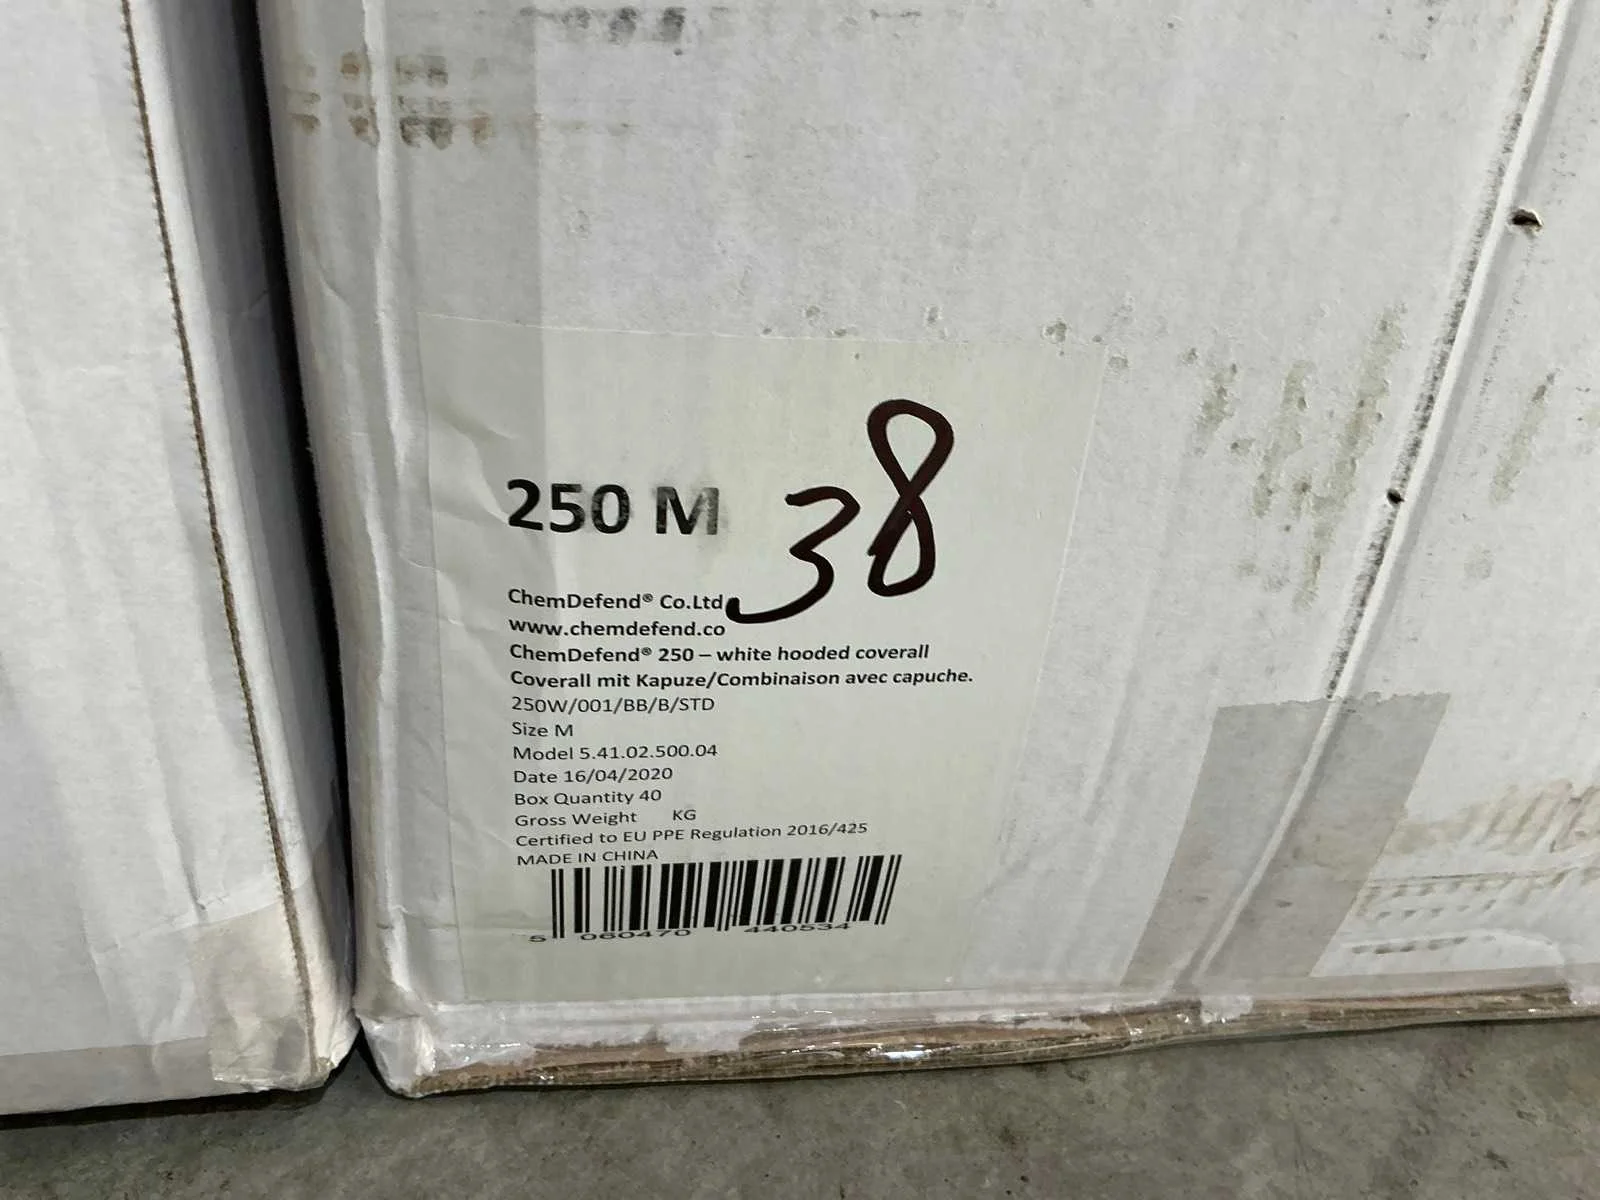 250 M
38
ChemDefend® Co.Ltd
www.chemdefend.co
ChemDefend® 250 – white hooded coverall
Coverall mit Kapuze/Combinaison avec capuche.
250W/001/BB/B/STD
Size M
Model 5.41.02.500.04
Date 16/04/2020
Box Quantity 40
Gross Weight KG
Certified to EU PPE Regulation 2016/425
MADE IN CHINA
5 060470 440534